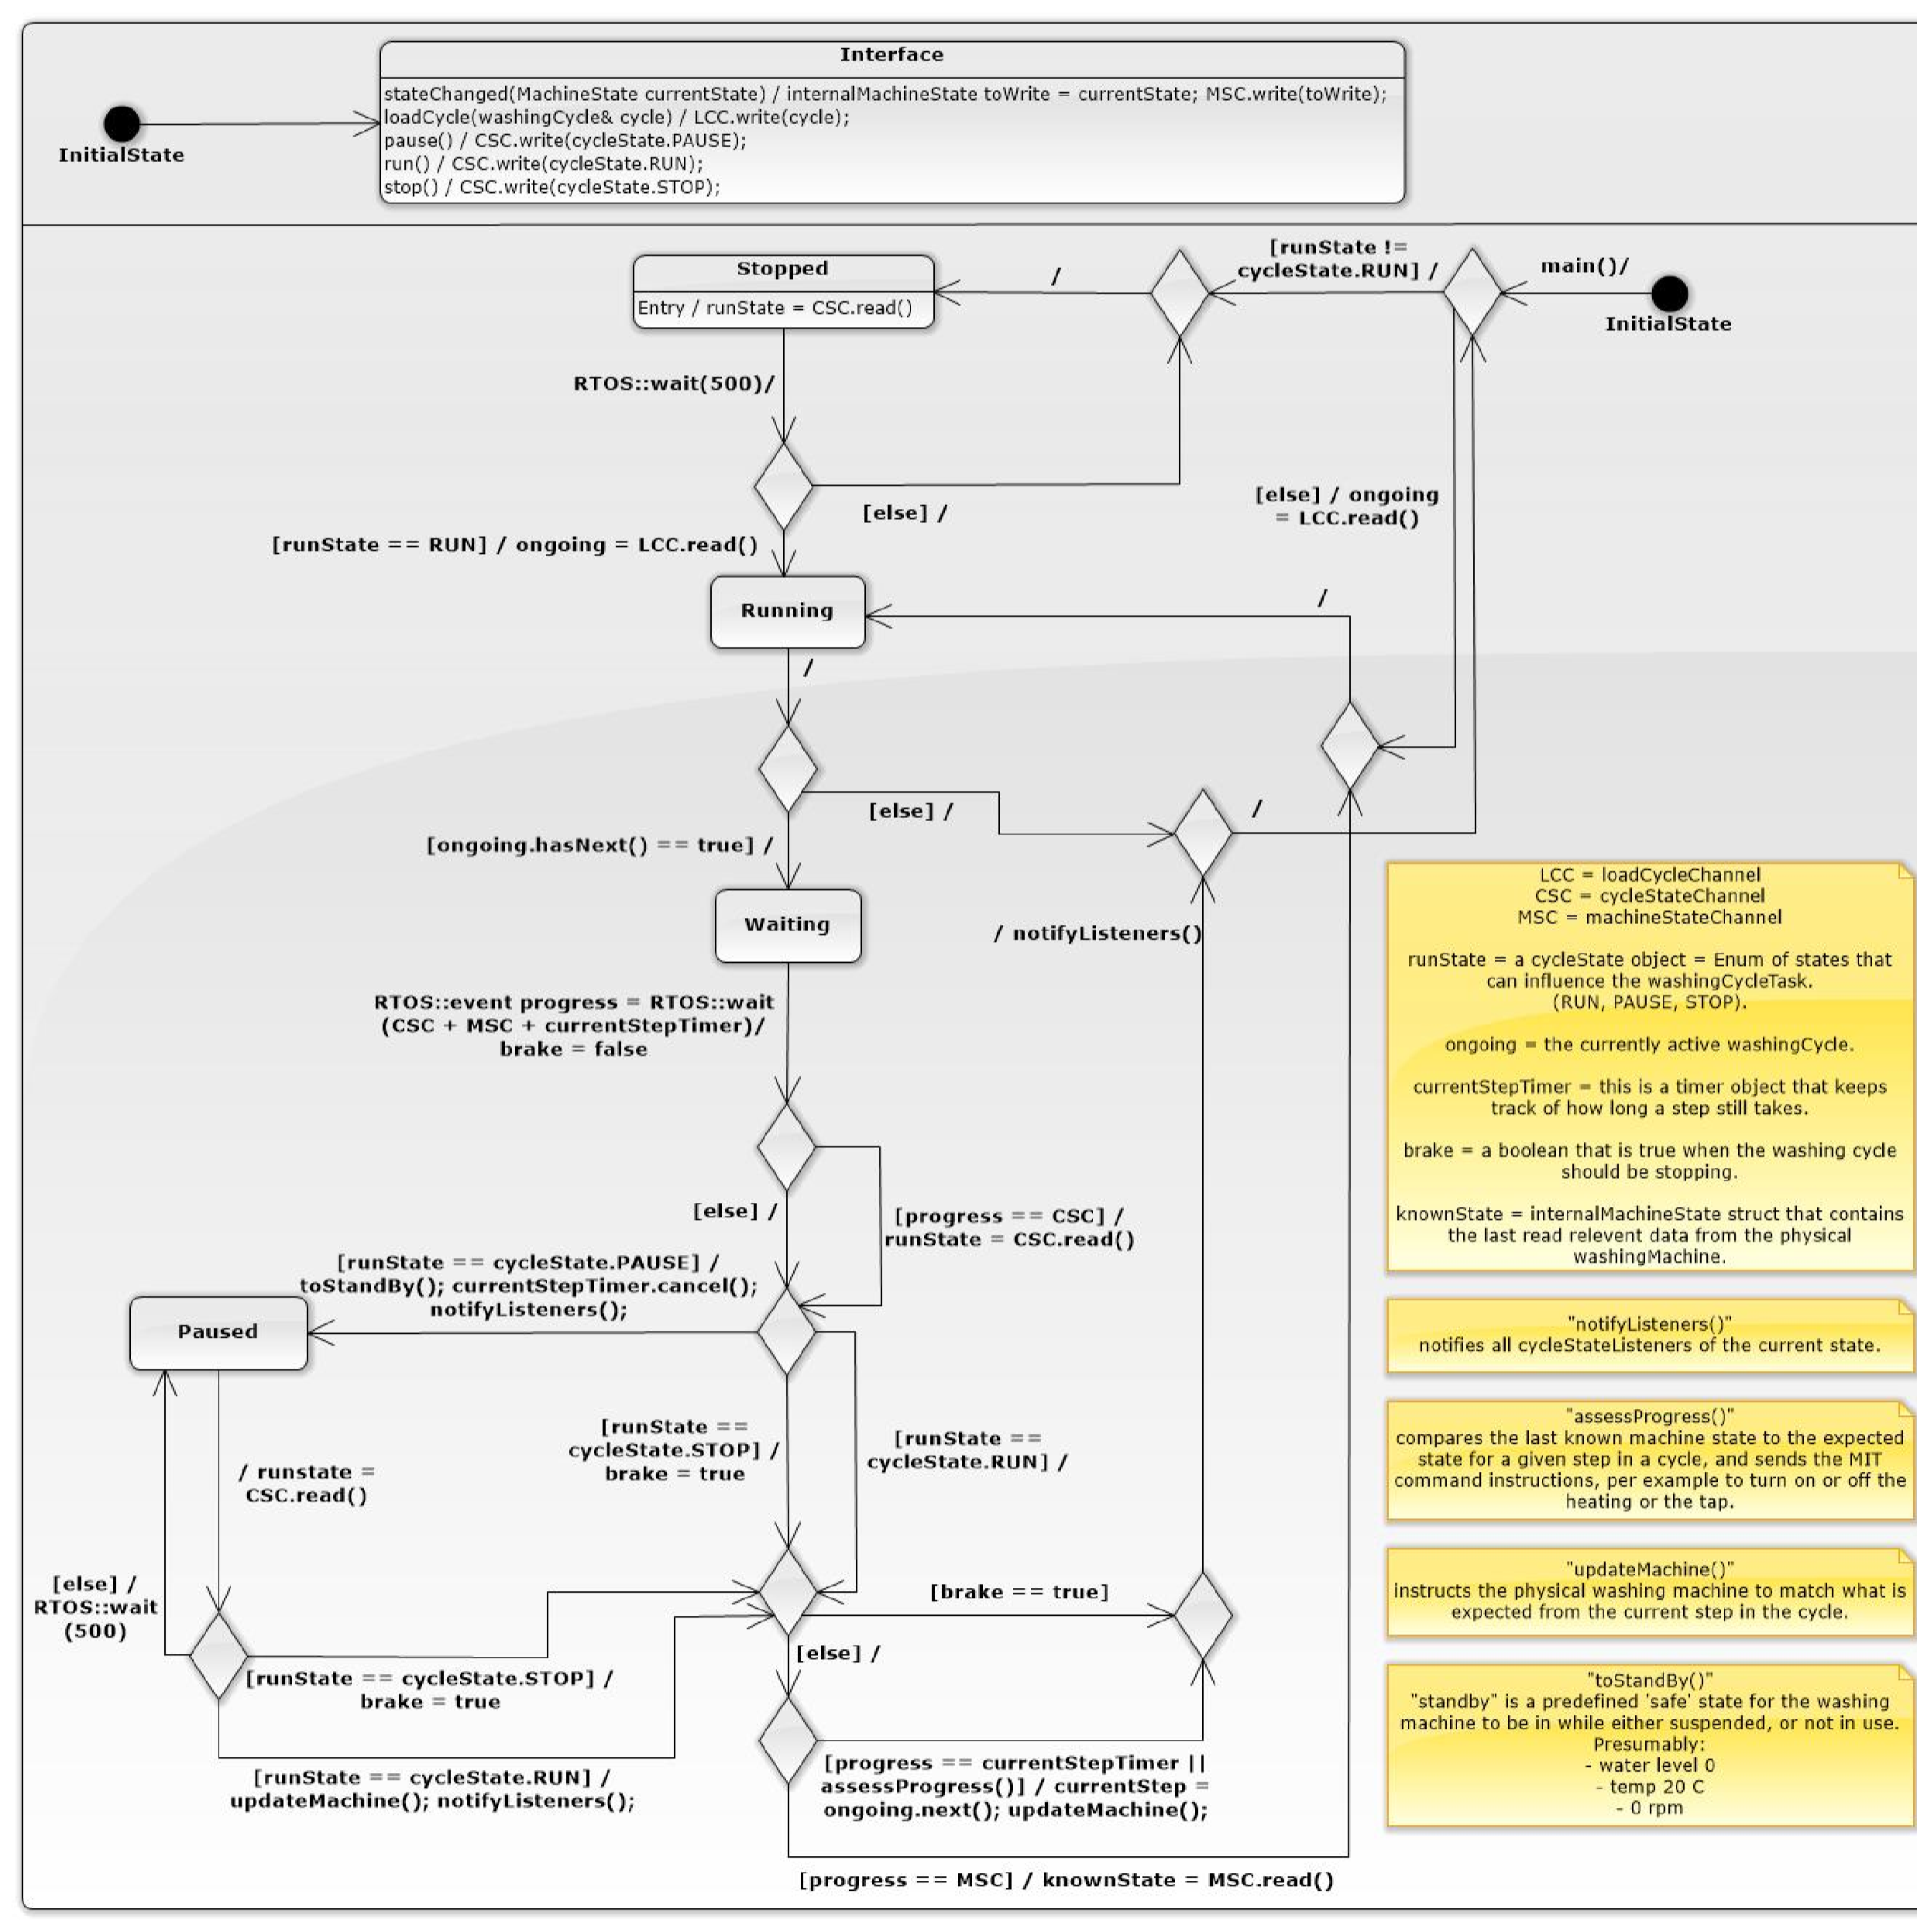 Interface
stateChanged(MachineState currentState) / internalMachineState toWrite = currentState; MSC.write(toWrite);
loadCycle(washingCycle& cycle) / LCC.write(cycle);
pause() / CSC.write(cycleState.PAUSE);
run() / CSC.write(cycleState.RUN);
stop() / CSC.write(cycleState.STOP);
InitialState
[runState !=
cycleState.RUN] /
main()/
InitialState
Stopped
Entry / runState = CSC.read()
/
RTOS::wait(500)/
[else] /
[else] / ongoing
= LCC.read()
[runState == RUN] / ongoing = LCC.read()
Running
/
/
[else] /
/
[ongoing.hasNext() == true] /
Waiting
/ notifyListeners()
RTOS::event progress = RTOS::wait
(CSC + MSC + currentStepTimer)/
brake = false
[else] /
[progress == CSC] /
runState = CSC.read()
[runState == cycleState.PAUSE] /
toStandBy(); currentStepTimer.cancel();
notifyListeners();
Paused
[runState ==
cycleState.STOP] /
brake = true
[runState ==
cycleState.RUN] /
/ runstate =
CSC.read()
[else] /
RTOS::wait
(500)
[brake == true]
[else] /
[runState == cycleState.STOP] /
brake = true
[runState == cycleState.RUN] /
updateMachine(); notifyListeners();
[progress == currentStepTimer ||
assessProgress()] / currentStep =
ongoing.next(); updateMachine();
[progress == MSC] / knownState = MSC.read()
LCC = loadCycleChannel
CSC = cycleStateChannel
MSC = machineStateChannel
runState = a cycleState object = Enum of states that
can influence the washingCycleTask.
(RUN, PAUSE, STOP).
ongoing = the currently active washingCycle.
currentStepTimer = this is a timer object that keeps
track of how long a step still takes.
brake = a boolean that is true when the washing cycle
should be stopping.
knownState = internalMachineState struct that contains
the last read relevent data from the physical
washingMachine.
"notifyListeners()"
notifies all cycleStateListeners of the current state.
"assessProgress()"
compares the last known machine state to the expected
state for a given step in a cycle, and sends the MIT
command instructions, per example to turn on or off the
heating or the tap.
"updateMachine()"
instructs the physical washing machine to match what is
expected from the current step in the cycle.
"toStandBy()"
"standby" is a predefined 'safe' state for the washing
machine to be in while either suspended, or not in use.
Presumably:
- water level 0
- temp 20 C
- 0 rpm